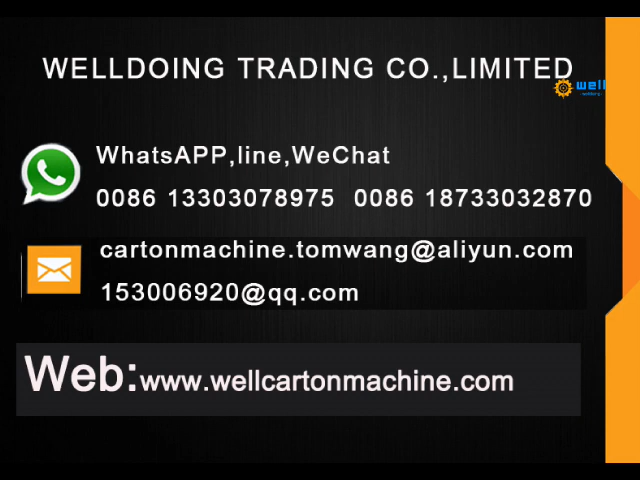 WELLDOING TRADING CO.,LIMITED
well
WhatsAPP,line,WeChat
0086 13303078975 0086 18733032870
cartonmachine.tomwang@aliyun.com
153006920@qq.com
Web:www.wellcartonmachine.com